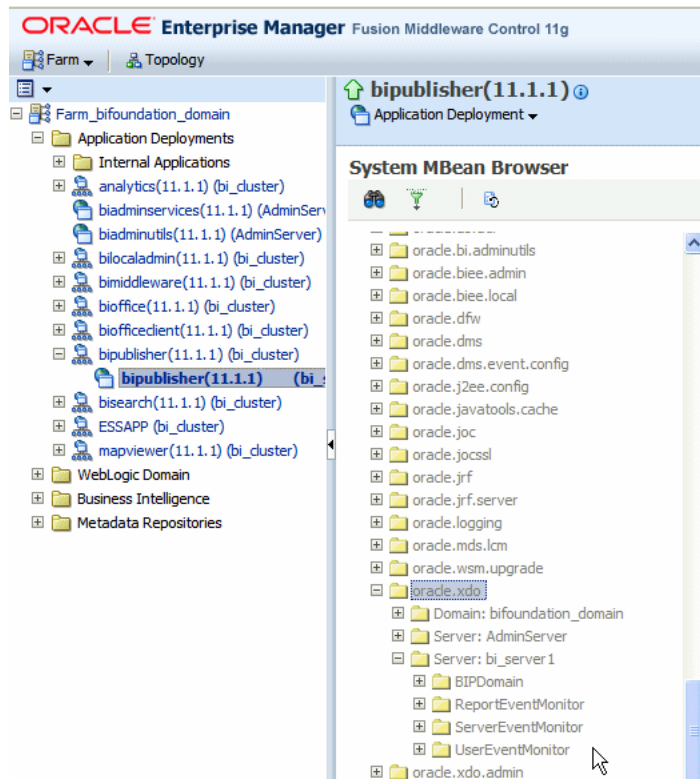 ORACLE Enterprise Manager Fusion Middleware Control 11g
Farm Topology
Farm_bifoundation_domain
Application Deployments
Internal Applications
analytics(11.1.1) (bi_cluster)
biadminservices(11.1.1) (AdminServ
biadminutils(11.1.1) (AdminServer)
bilocaladmin(11.1.1) (bi_cluster)
bimiddleware(11.1.1) (bi_cluster)
bioffice(11.1.1) (bi_cluster)
biofficeclient(11.1.1) (bi_cluster)
bipublisher(11.1.1) (bi_cluster)
bipublisher(11.1.1) (bi_s
bisearch(11.1.1) (bi_cluster)
ESSAPP (bi_cluster)
mapviewer(11.1.1) (bi_cluster)
WebLogic Domain
Business Intelligence
Metadata Repositories
bipublisher(11.1.1)
Application Deployment
System MBean Browser
oracle.bi.adminutils
oracle.biee.admin
oracle.biee.local
oracle.dfw
oracle.dms
oracle.dms.event.config
oracle.j2ee.config
oracle.javatools.cache
oracle.joc
oracle.jocssl
oracle.jrf
oracle.jrf.server
oracle.logging
oracle.mds.lcm
oracle.wsm.upgrade
oracle.xdo
Domain: bifoundation_domain
Server: AdminServer
Server: bi_server1
BIPDomain
ReportEventMonitor
ServerEventMonitor
UserEventMonitor
oracle.xdo.admin